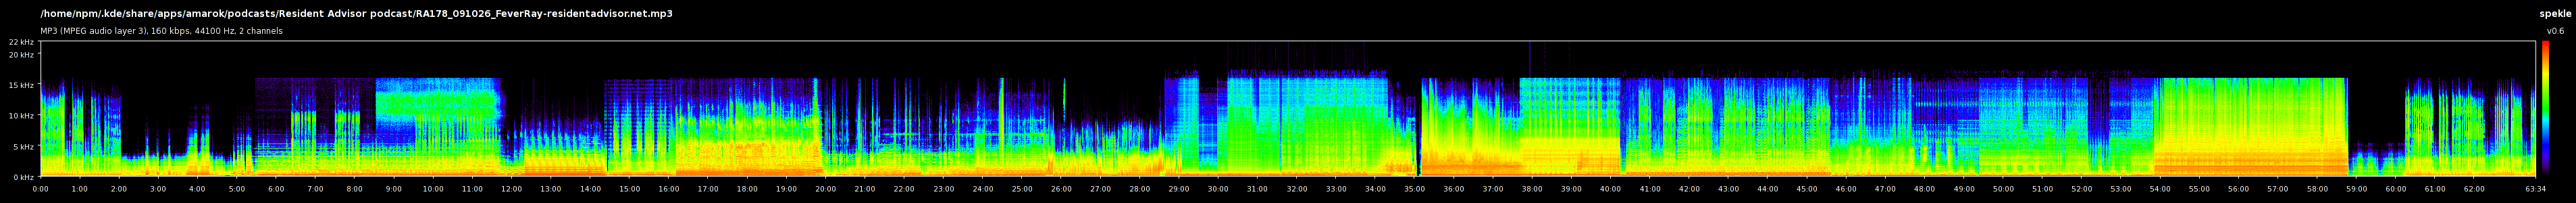 /home/npm/.kde/share/apps/amarok/podcasts/Resident Advisor podcast/RA178_091026_FeverRay-residentadvisor.net.mp3
spekle
MP3 (MPEG audio layer 3), 160 kbps, 44100 Hz, 2 channels
v0.6
22 kHz
20 kHz
15 kHz
10 kHz
5 kHz
0 kHz
0:00 1:00 2:00 3:00 4:00 5:00 6:00 7:00 8:00 9:00 10:00 11:00 12:00 13:00 14:00 15:00 16:00 17:00 18:00 19:00 20:00 21:00 22:00 23:00 24:00 25:00 26:00 27:00 28:00 29:00 30:00 31:00 32:00 33:00 34:00 35:00 36:00 37:00 38:00 39:00 40:00 41:00 42:00 43:00 44:00 45:00 46:00 47:00 48:00 49:00 50:00 51:00 52:00 53:00 54:00 55:00 56:00 57:00 58:00 59:00 60:00 61:00 62:00 63:34